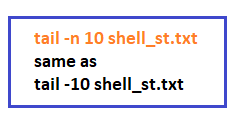 tail -n 10 shell_st.txt
same as
tail -10 shell_st.txt